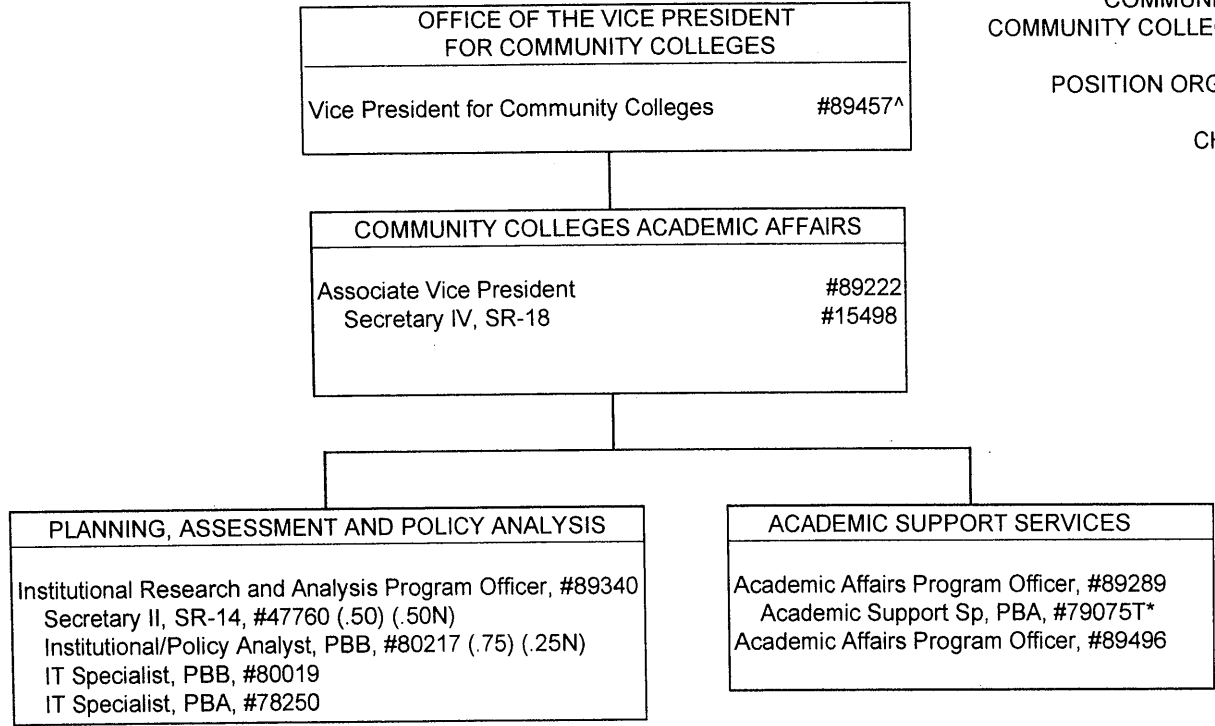 COMMUNITY COLLE
POSITION ORG
OFFICE OF THE VICE PRESIDENT
FOR COMMUNITY COLLEGES
Vice President for Community Colleges #89457^
COMMUNITY COLLEGES ACADEMIC AFFAIRS
Associate Vice President #89222
Secretary IV, SR-18 #15498
PLANNING, ASSESSMENT AND POLICY ANALYSIS
Institutional Research and Analysis Program Officer, #89340
Secretary II, SR-14, #47760 (.50) (.50N)
Institutional/Policy Analyst, PBB, #80217 (.75) (.25N)
IT Specialist, PBB, #80019
IT Specialist, PBA, #78250
ACADEMIC SUPPORT SERVICES
Academic Affairs Program Officer, #89289
Academic Support Sp, PBA, #79075T*
Academic Affairs Program Officer, #89496